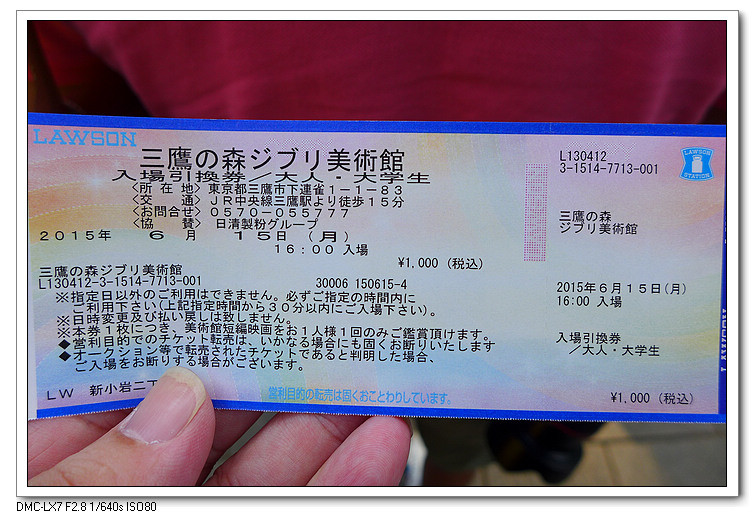 LAWSON
三鷹の森ジブリ美術館
入場引換券／大人・大学生
<所在地> 東京都三鷹市下連雀1-1-83
<交通> JR中央線三鷹駅より徒歩15分
<お問合せ> 0570-055777
<協賛> 日清製粉グループ
2015年 6月 15日（月）
16:00 入場
¥1,000（税込）
三鷹の森ジブリ美術館
L130412-3-1514-7713-001 30006 150615-4
※指定日以外のご利用はできません。必ずご指定の時間内に
ご利用下さい（上記指定時間から30分以内にご入場下さい）。
※日時変更及び払い戻しは致しません。
※本券1枚につき、美術館短編映画をお1人様1回のみご鑑賞頂けます。
◆営利目的でのチケット転売は、いかなる場合にも固くお断りいたします
◆オークション等で転売されたチケットであると判明した場合、
ご入場をお断りする場合がございます。
LW 新小岩二丁
営利目的の転売は固くおことわりしています。
L130412
3-1514-7713-001
LAWSON
STATION
三鷹の森
ジブリ美術館
2015年6月15日(月)
16:00 入場
入場引換券
／大人・大学生
¥1,000（税込）
LAWSON
DMC-LX7 F2.8 1/640s ISO80